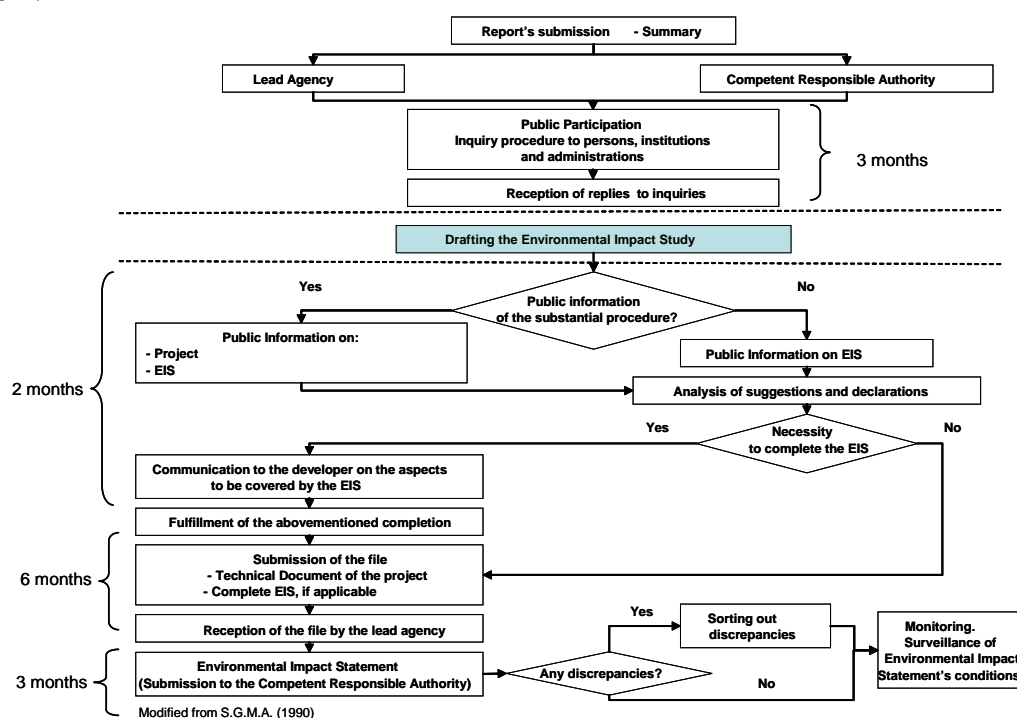 Report's submission - Summary
Lead Agency
Competent Responsible Authority
Public Participation
Inquiry procedure to persons, institutions
and administrations
3 months
Reception of replies to inquiries
Drafting the Environmental Impact Study
Yes
No
Public information
of the substantial procedure?
Public Information on:
- Project
- EIS
Public Information on EIS
2 months
Analysis of suggestions and declarations
Yes
No
Necessity
to complete the EIS
Communication to the developer on the aspects
to be covered by the EIS
Fulfillment of the abovementioned completion
6 months
Submission of the file
- Technical Document of the project
- Complete EIS, if applicable
Reception of the file by the lead agency
Yes
Sorting out
discrepancies
Monitoring.
Surveillance of
Environmental Impact
Statement's conditions
3 months
Environmental Impact Statement
(Submission to the Competent Responsible Authority)
Any discrepancies?
No
Modified from S.G.M.A. (1990)